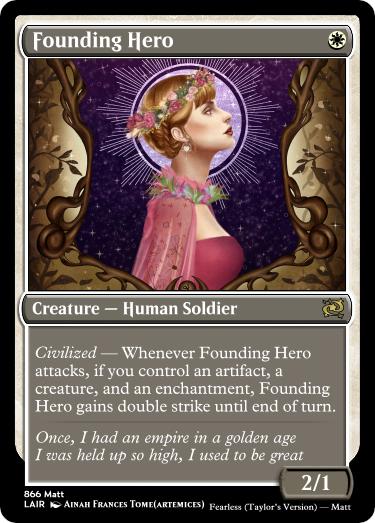 Founding Hero
Creature — Human Soldier
Civilized — Whenever Founding Hero
attacks, if you control an artifact, a
creature, and an enchantment, Founding
Hero gains double strike until end of turn.
Once, I had an empire in a golden age
I was held up so high, I used to be great
2/1
866 Matt
LAIR Ainah Frances Tome(artemices)
Fearless (Taylor's Version) — Matt